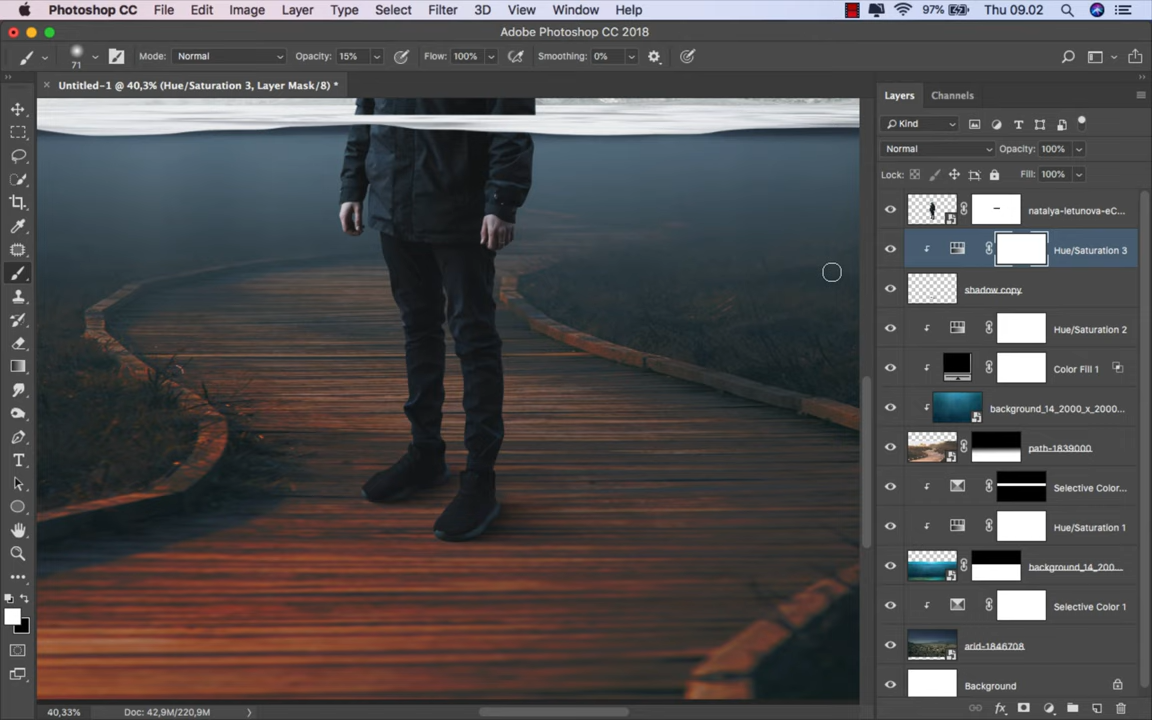 Photoshop CC File Edit Image Layer Type Select Filter 3D View Window Help 97% Thu 09.02
Adobe Photoshop CC 2018
71 Mode: Normal Opacity: 15% Flow: 100% Smoothing: 0%
Untitled-1 @ 40,3% (Hue/Saturation 3, Layer Mask/8) *
Layers Channels
Kind
Normal Opacity: 100%
Lock: Fill: 100%
natalya-letunova-eC...
Hue/Saturation 3
shadow copy
Hue/Saturation 2
Color Fill 1
background_14_2000_x_2000...
path-1839000
Selective Color...
Hue/Saturation 1
background_14_200...
Selective Color 1
arid-1846708
Background
40,33% Doc: 42,9M/220,9M